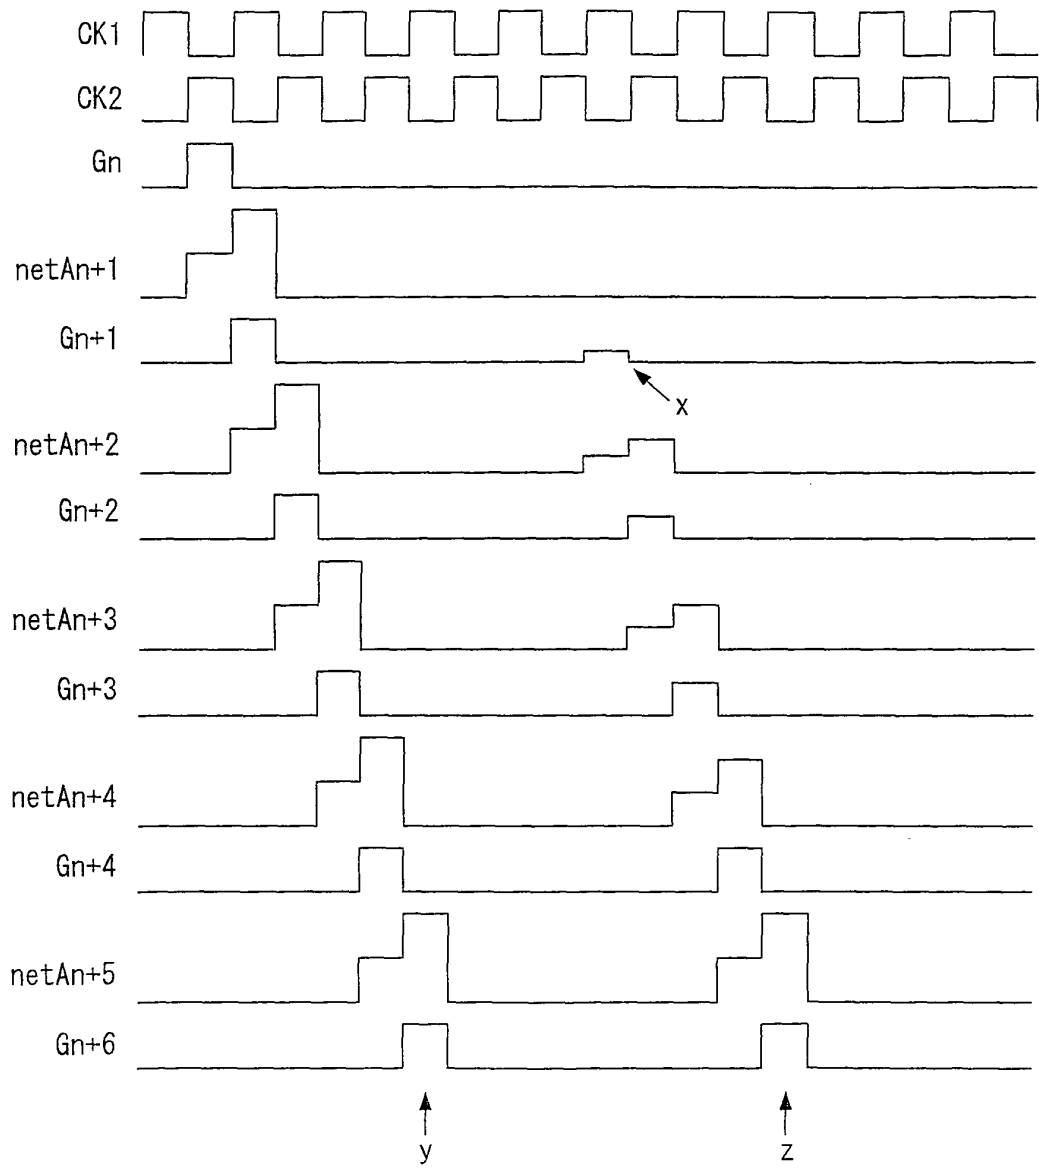 CK1
CK2
Gn
netAn+1
Gn+1
x
netAn+2
Gn+2
netAn+3
Gn+3
netAn+4
Gn+4
netAn+5
Gn+6
y
z